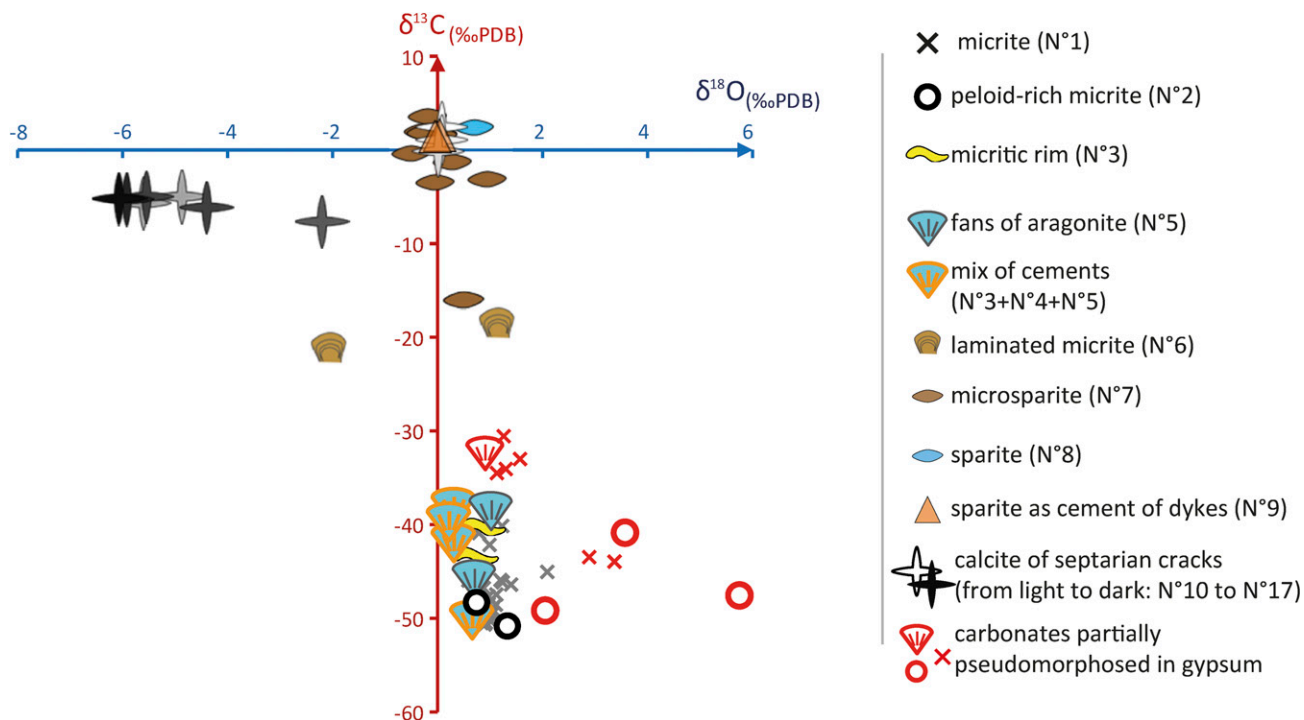 δ¹³C(‰PDB)
10
δ¹⁸O(‰PDB)
-8 -6 -4 -2 2 4 6
-10
-20
-30
-40
-50
-60
micrite (N°1)
peloid-rich micrite (N°2)
micritic rim (N°3)
fans of aragonite (N°5)
mix of cements
(N°3+N°4+N°5)
laminated micrite (N°6)
microsparite (N°7)
sparite (N°8)
sparite as cement of dykes (N°9)
calcite of septarian cracks
(from light to dark: N°10 to N°17)
carbonates partially
pseudomorphosed in gypsum